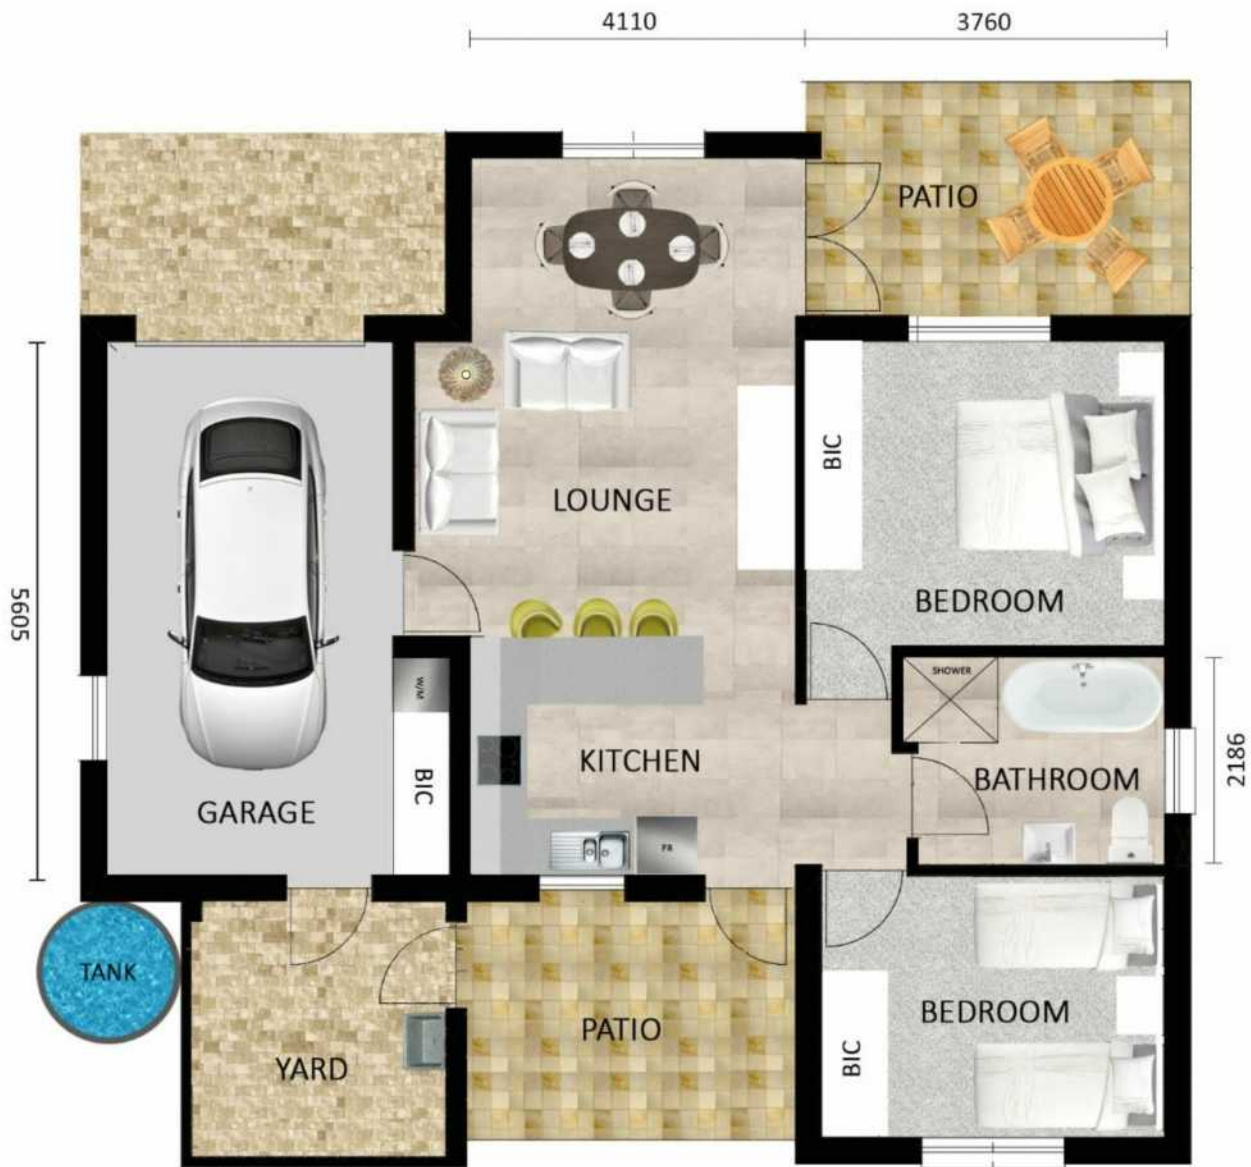 4110
3760
PATIO
BIC
LOUNGE
BEDROOM
5605
SHOWER
W/M
KITCHEN
BATHROOM
2186
BIC
GARAGE
FR
TANK
YARD
PATIO
BEDROOM
BIC